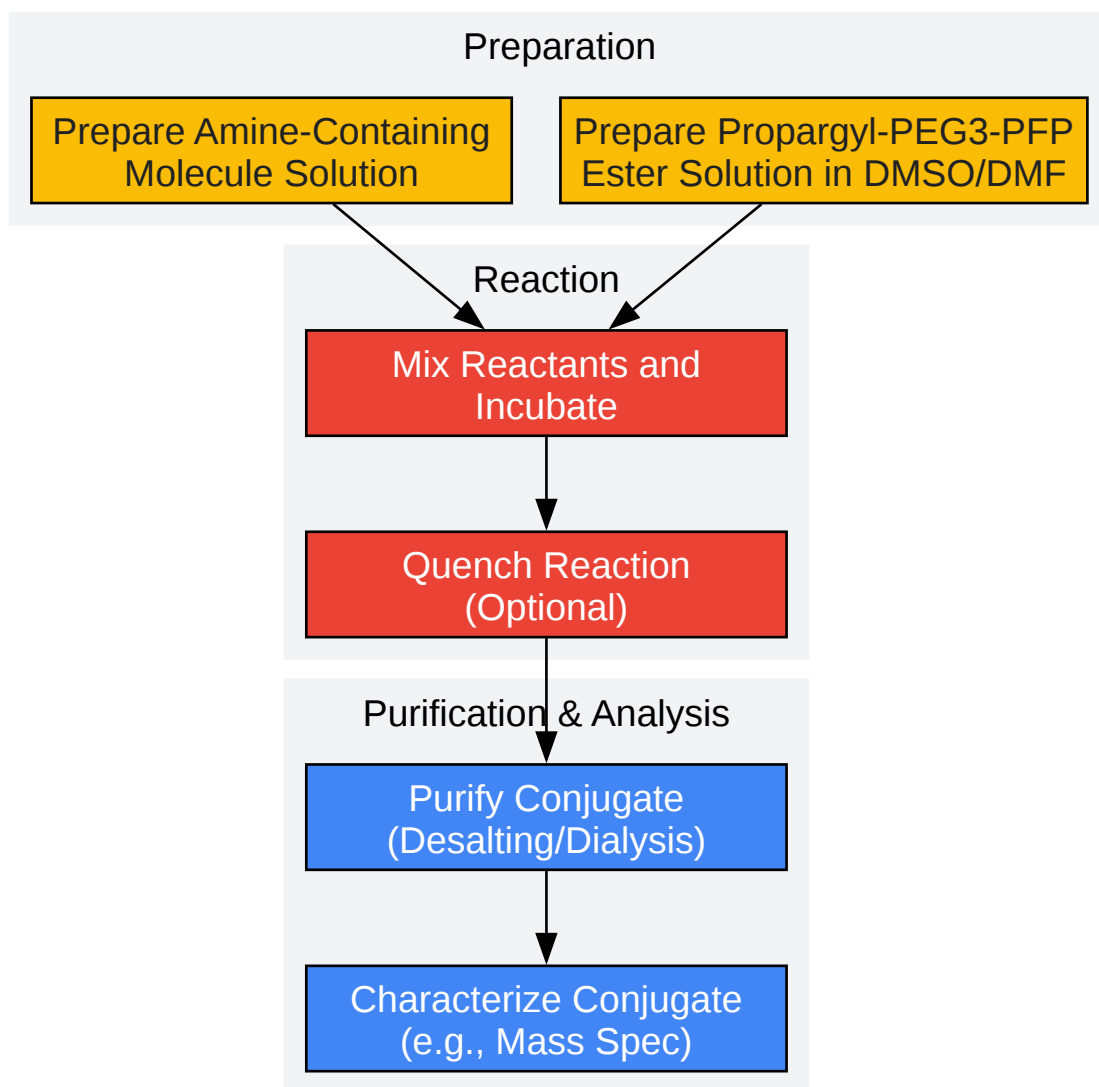 Preparation
Prepare Amine-Containing
Molecule Solution
Prepare Propargyl-PEG3-PFP
Ester Solution in DMSO/DMF
Reaction
Mix Reactants and
Incubate
Quench Reaction
(Optional)
Purification & Analysis
Purify Conjugate
(Desalting/Dialysis)
Characterize Conjugate
(e.g., Mass Spec)